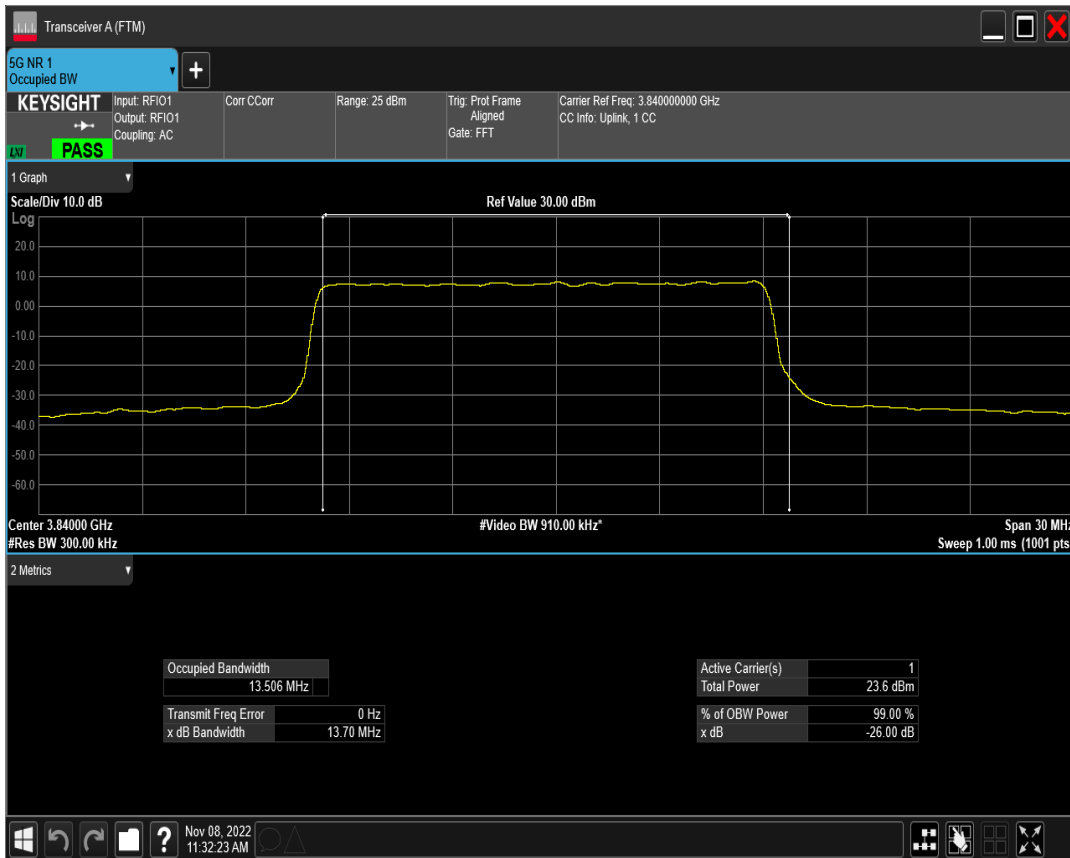 Transceiver A (FTM)
5G NR 1
Occupied BW
+
KEYSIGHT
LXI
PASS
Input: RFIO1
Output: RFIO1
Coupling: AC
Corr CCorr
Range: 25 dBm
Trig: Prot Frame
Aligned
Gate: FFT
Carrier Ref Freq: 3.840000000 GHz
CC Info: Uplink, 1 CC
1 Graph
Scale/Div 10.0 dB
Ref Value 30.00 dBm
Log
20.0
10.0
0.00
-10.0
-20.0
-30.0
-40.0
-50.0
-60.0
Center 3.84000 GHz
#Video BW 910.00 kHz*
Span 30 MHz
#Res BW 300.00 kHz
Sweep 1.00 ms (1001 pts
2 Metrics
Occupied Bandwidth
13.506 MHz
Transmit Freq Error 0 Hz
x dB Bandwidth 13.70 MHz
Active Carrier(s) 1
Total Power 23.6 dBm
% of OBW Power 99.00 %
x dB -26.00 dB
?
Nov 08, 2022
11:32:23 AM